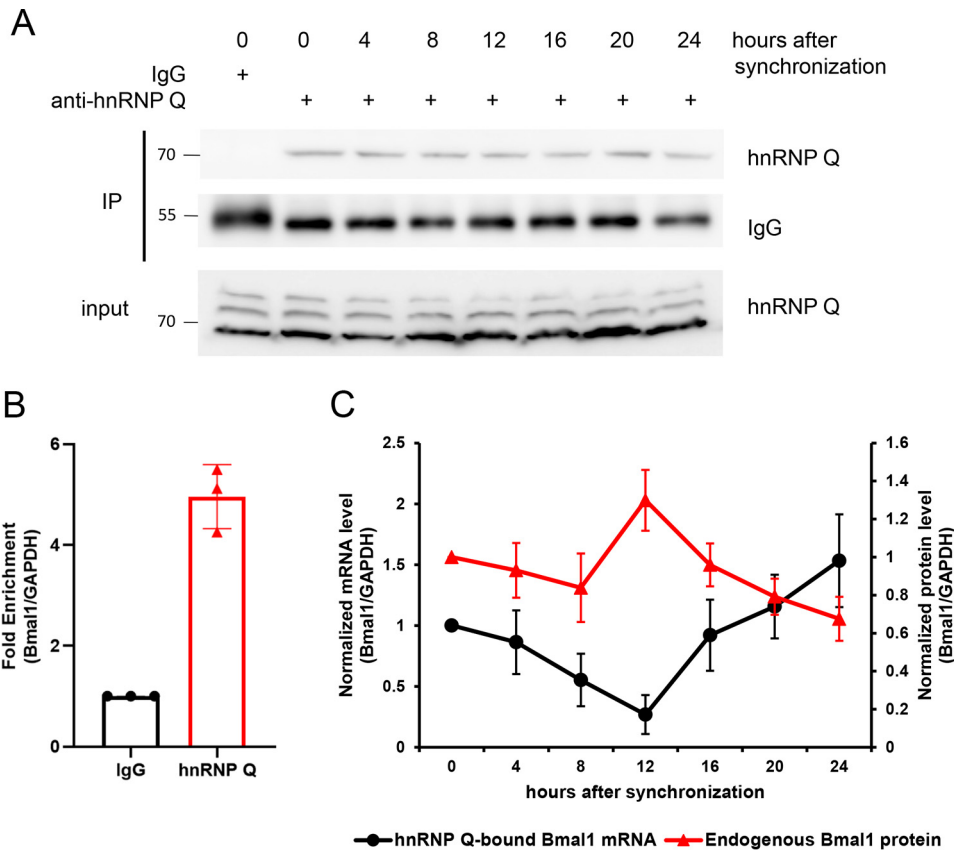 A
0 0 4 8 12 16 20 24 hours after
synchronization
IgG +
anti-hnRNP Q + + + + + + +
IP
70 hnRNP Q
55 IgG
input
70 hnRNP Q
B
Fold Enrichment
(Bmal1/GAPDH)
6
4
2
0
IgG hnRNP Q
C
Normalized mRNA level
(Bmal1/GAPDH)
2.5
2
1.5
1
0.5
0
1.6
1.4
1.2
1
0.8
0.6
0.4
0.2
0
Normalized protein level
(Bmal1/GAPDH)
0 4 8 12 16 20 24
hours after synchronization
hnRNP Q-bound Bmal1 mRNA Endogenous Bmal1 protein